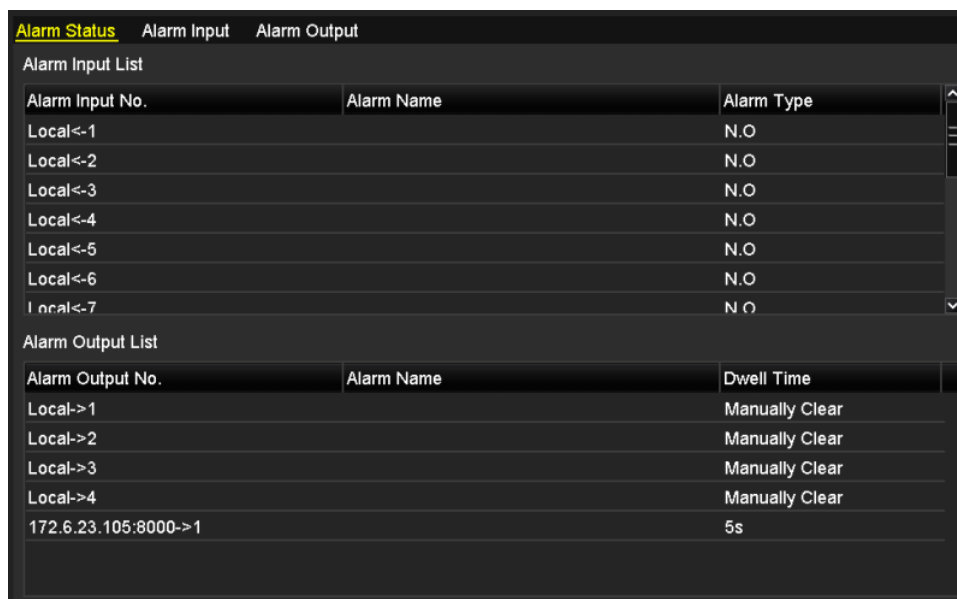 Alarm Status Alarm Input Alarm Output
Alarm Input List
Alarm Input No. Alarm Name Alarm Type
Local<-1 N.O
Local<-2 N.O
Local<-3 N.O
Local<-4 N.O
Local<-5 N.O
Local<-6 N.O
Local<-7 N.O
Alarm Output List
Alarm Output No. Alarm Name Dwell Time
Local->1 Manually Clear
Local->2 Manually Clear
Local->3 Manually Clear
Local->4 Manually Clear
172.6.23.105:8000->1 5s